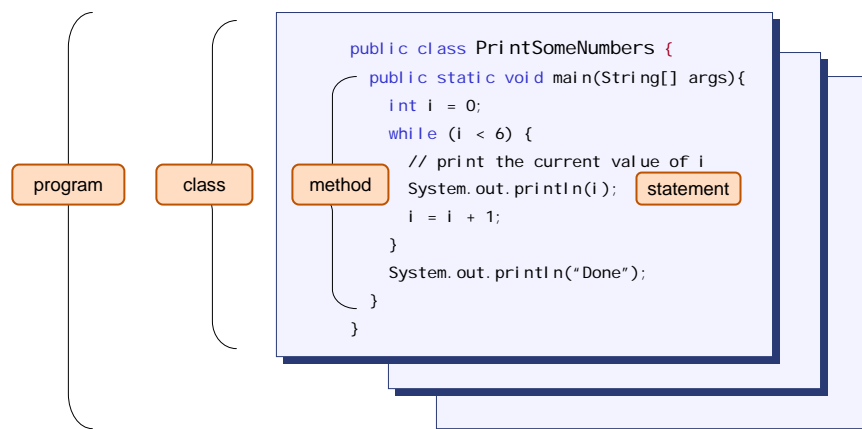 public class PrintSomeNumbers {
public static void main(String[] args){
int i = 0;
while (i < 6) {
// print the current value of i
program
class
method
System.out.println(i);
statement
i = i + 1;
}
System.out.println(“Done”);
}
}